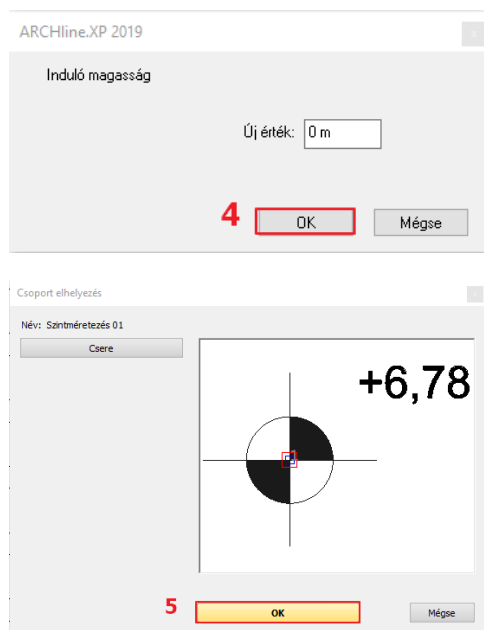 ARCHline.XP 2019
x
Induló magasság
Új érték: 0 m
4 OK Mégse
Csoport elhelyezés
x
Név: Szintméretezés 01
Csere
+6,78
5 OK Mégse